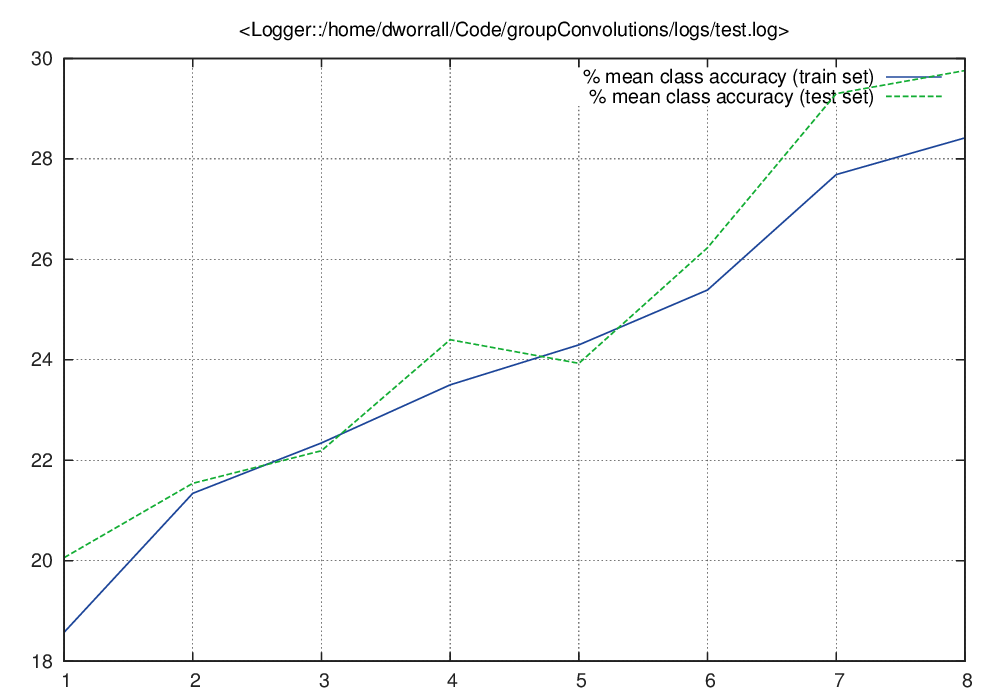 <Logger::/home/dworrall/Code/groupConvolutions/logs/test.log>
30
% mean class accuracy (train set)
% mean class accuracy (test set)
28
26
24
22
20
18
1 2 3 4 5 6 7 8